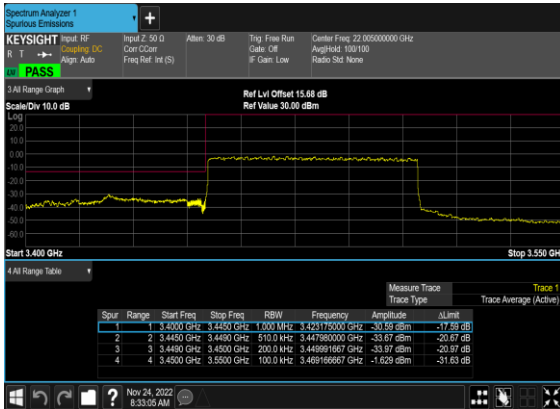 Spectrum Analyzer 1
Spurious Emissions
+
KEYSIGHT Input: RF Input Z: 50 Ω Atten: 30 dB Trig: Free Run Center Freq: 22.005000000 GHz
R T Coupling: DC Corr CCorr Gate: Off Avg|Hold: 100/100
Align: Auto Freq Ref: Int (S) IF Gain: Low Radio Std: None
PASS
3 All Range Graph
Scale/Div 10.0 dB Ref Lvl Offset 15.68 dB
Ref Value 30.00 dBm
Log
20.0
10.0
0.00
-10.0
-20.0
-30.0
-40.0
-50.0
-60.0
Start 3.400 GHz Stop 3.550 GH
4 All Range Table
Measure Trace Trace 1
Trace Type Trace Average (Active)
Spur Range Start Freq Stop Freq RBW Frequency Amplitude ΔLimit
1 1 3.4000 GHz 3.4450 GHz 1.000 MHz 3.423175000 GHz -30.59 dBm -17.59 dB
2 2 3.4450 GHz 3.4490 GHz 510.0 kHz 3.447980000 GHz -33.67 dBm -20.67 dB
3 3 3.4490 GHz 3.4500 GHz 200.0 kHz 3.449991667 GHz -33.97 dBm -20.97 dB
4 4 3.4500 GHz 3.5500 GHz 100.0 kHz 3.469166667 GHz -1.629 dBm -31.63 dB
? Nov 24, 2022
8:33:05 AM